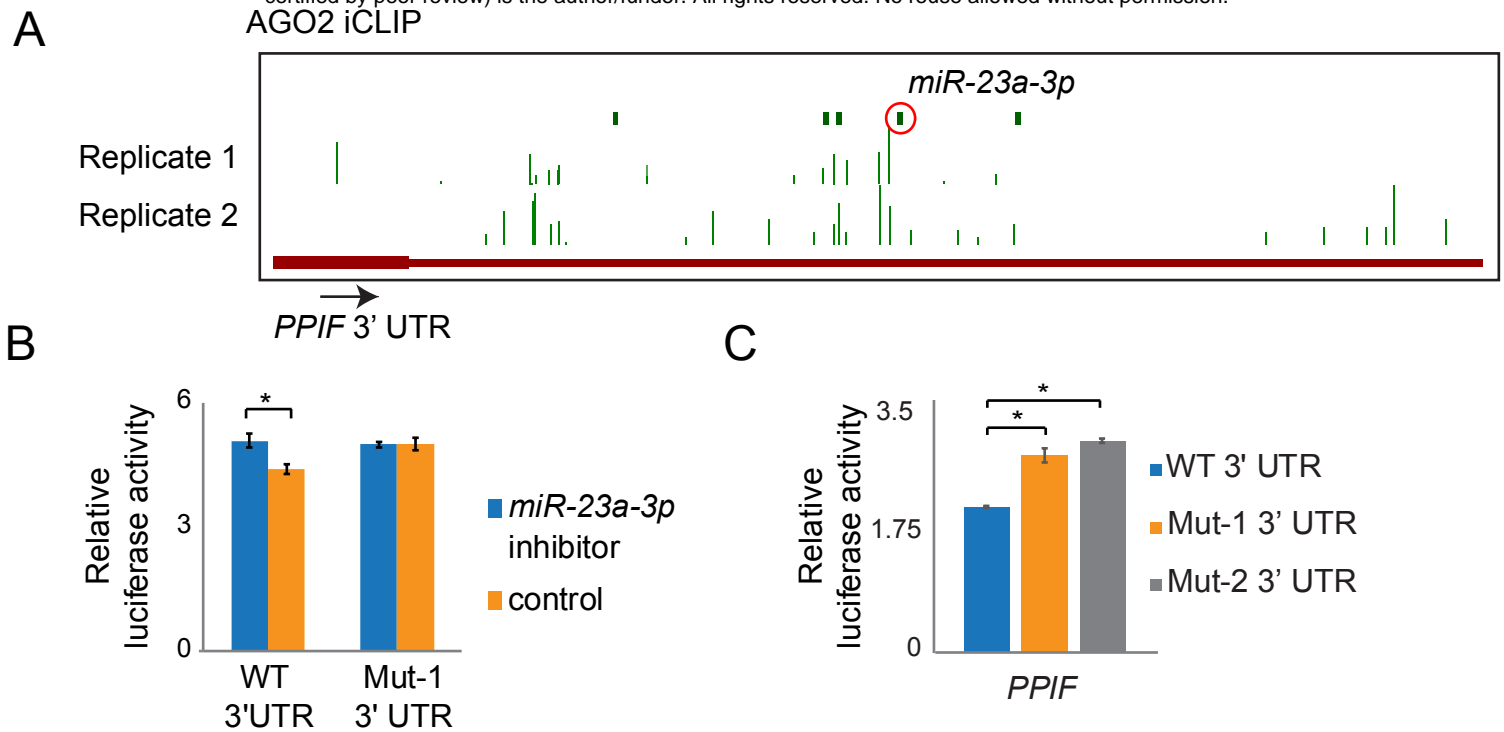 certified by peer review) is the author/funder. All rights reserved. No reuse allowed without permission.
A
AGO2 iCLIP
miR-23a-3p
Replicate 1
Replicate 2
PPIF 3’ UTR
B
Relative
luciferase activity
6
3
0
*
WT
3'UTR
Mut-1
3' UTR
miR-23a-3p
inhibitor
control
C
Relative
luciferase activity
3.5
1.75
0
*
*
PPIF
WT 3' UTR
Mut-1 3’ UTR
Mut-2 3’ UTR